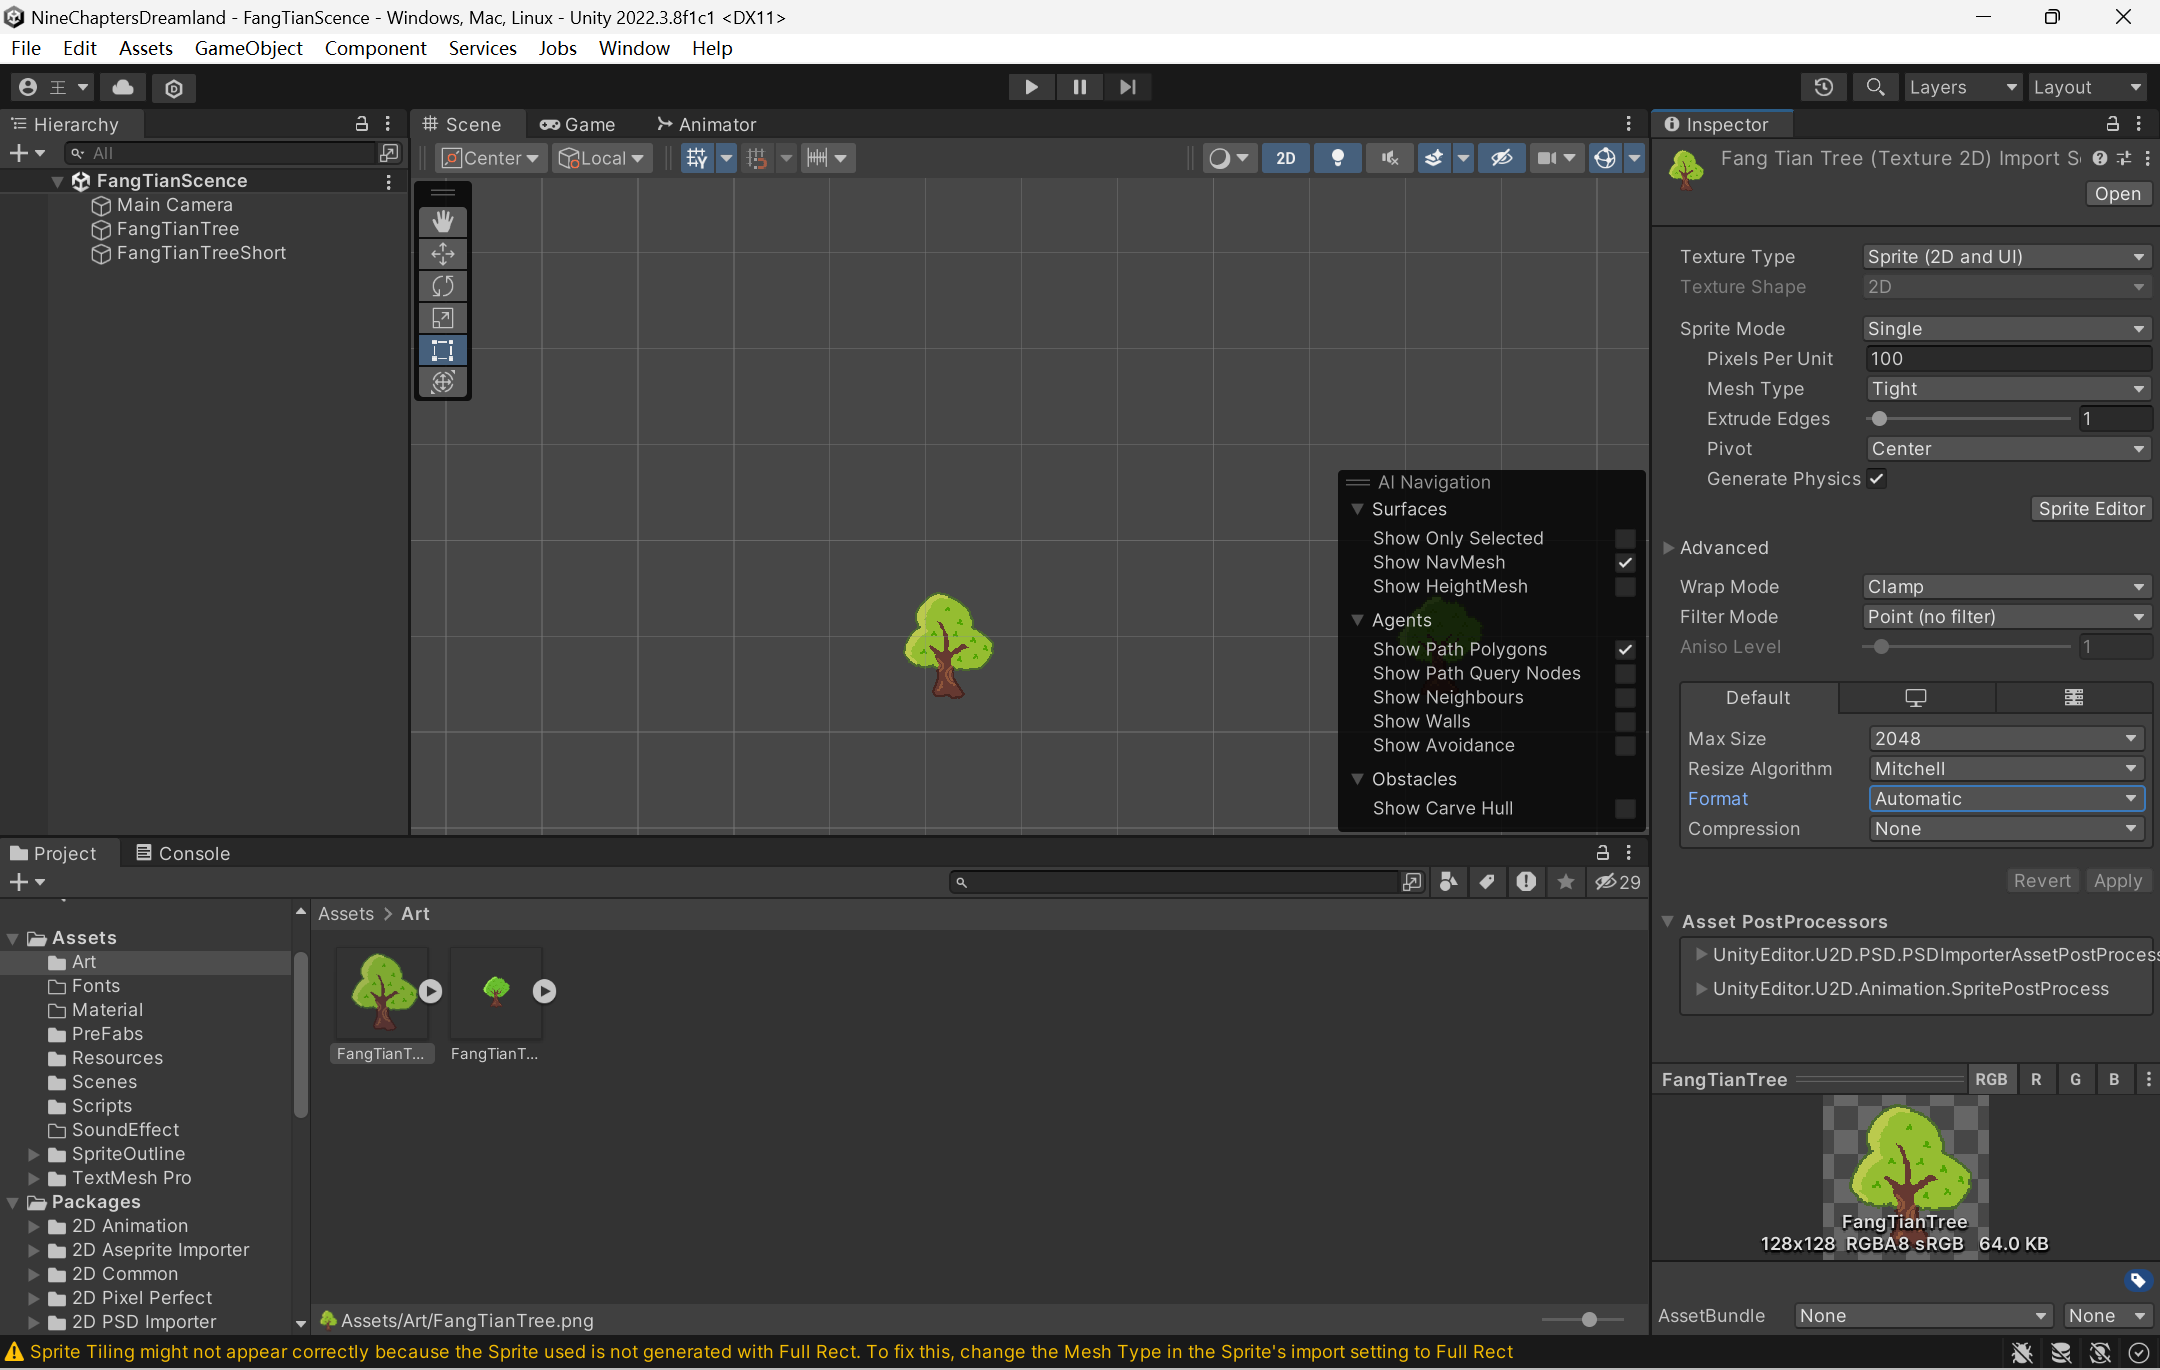 NineChaptersDreamland - FangTianScence - Windows, Mac, Linux - Unity 2022.3.8f1c1 <DX11>
File Edit Assets GameObject Component Services Jobs Window Help
王
Layers Layout
Hierarchy
All
FangTianScence
Main Camera
FangTianTree
FangTianTreeShort
Scene Game Animator
Center Local 2D
AI Navigation
Surfaces
Show Only Selected
Show NavMesh
Show HeightMesh
Agents
Show Path Polygons
Show Path Query Nodes
Show Neighbours
Show Walls
Show Avoidance
Obstacles
Show Carve Hull
Inspector
Fang Tian Tree (Texture 2D) Import S
Open
Texture Type Sprite (2D and UI)
Texture Shape 2D
Sprite Mode Single
Pixels Per Unit 100
Mesh Type Tight
Extrude Edges 1
Pivot Center
Generate Physics
Sprite Editor
Advanced
Wrap Mode Clamp
Filter Mode Point (no filter)
Aniso Level 1
Default
Max Size 2048
Resize Algorithm Mitchell
Format Automatic
Compression None
Revert Apply
Asset PostProcessors
UnityEditor.U2D.PSD.PSDImporterAssetPostProcess
UnityEditor.U2D.Animation.SpritePostProcess
FangTianTree RGB R G B
FangTianTree
128x128 RGBA8 sRGB 64.0 KB
AssetBundle None None
Project Console
29
Assets
Art
Fonts
Material
PreFabs
Resources
Scenes
Scripts
SoundEffect
SpriteOutline
TextMesh Pro
Packages
2D Animation
2D Aseprite Importer
2D Common
2D Pixel Perfect
2D PSD Importer
Assets > Art
FangTianT... FangTianT...
Assets/Art/FangTianTree.png
Sprite Tiling might not appear correctly because the Sprite used is not generated with Full Rect. To fix this, change the Mesh Type in the Sprite's import setting to Full Rect